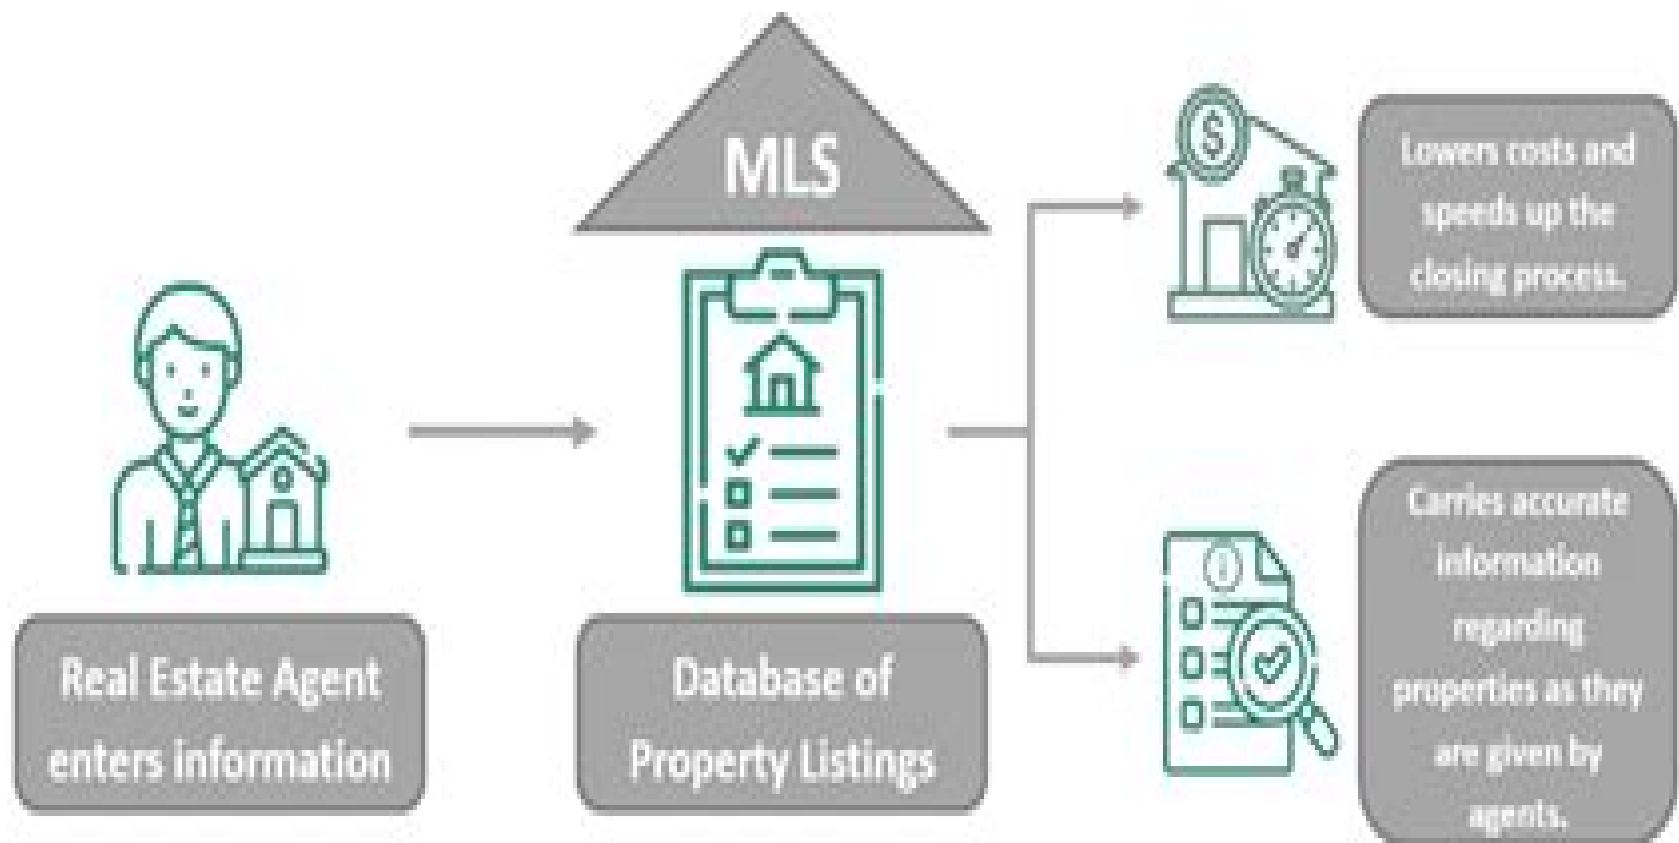 MLS
Real Estate Agent
enters information
Database of
Property Listings
$
Lowers costs and
speeds up the
closing process.
Carries accurate
information
regarding
properties as they
are given by
agents.